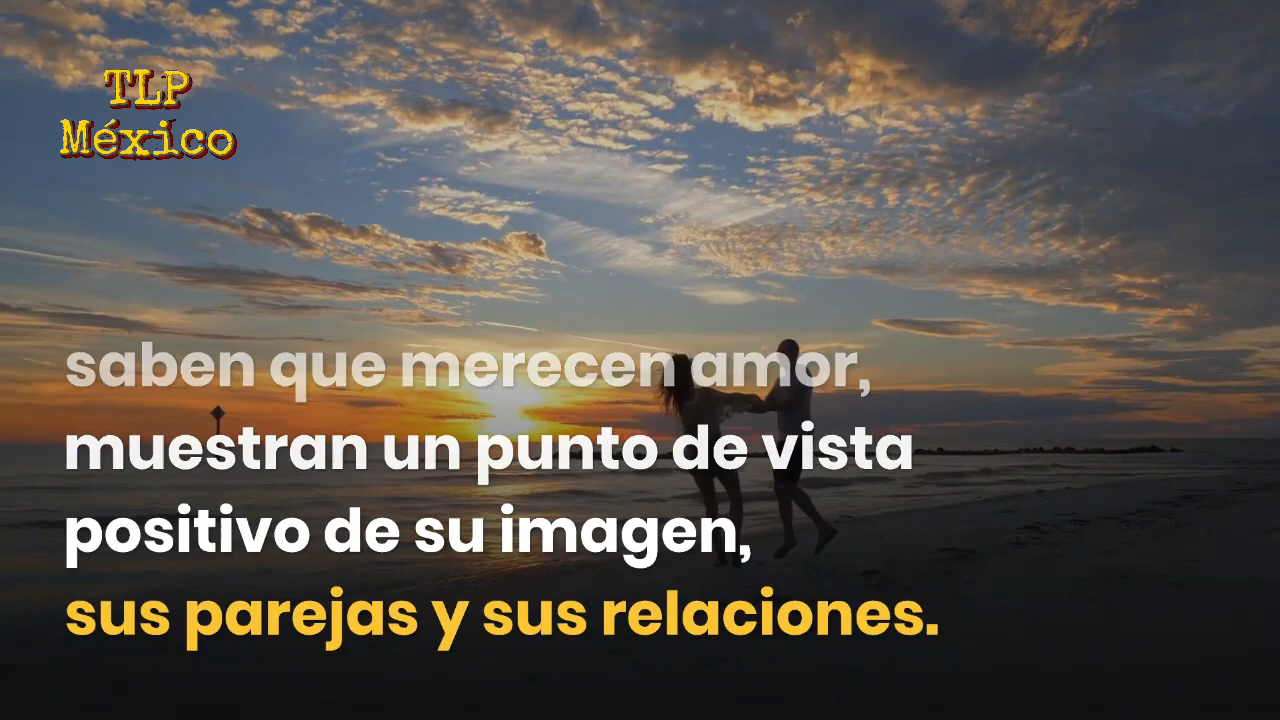 TLP
México
saben que merecen amor,
muestran un punto de vista
positivo de su imagen,
sus parejas y sus relaciones.